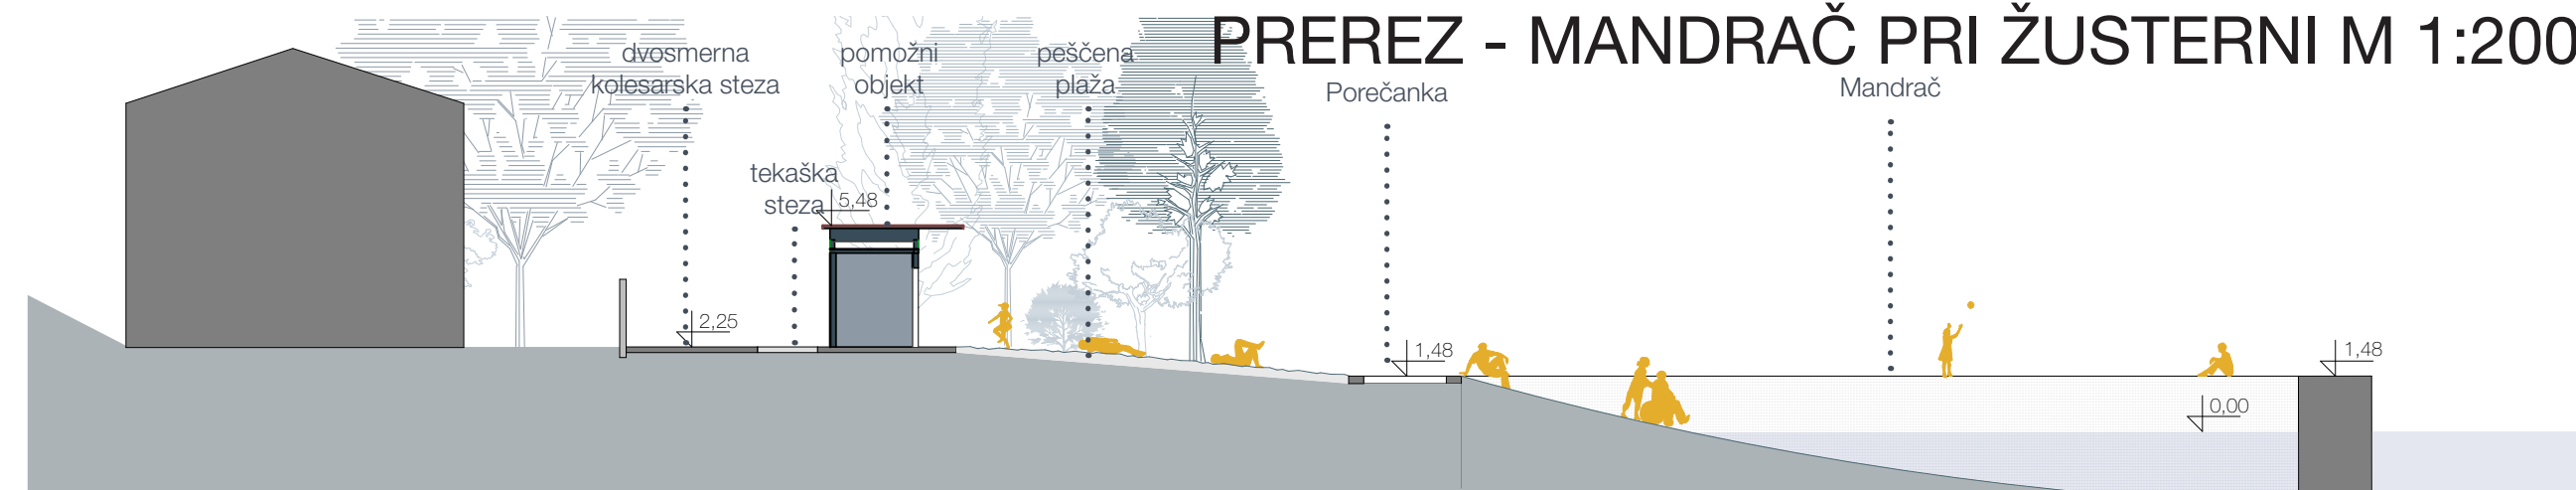 PREREZ - MANDRAČ PRI ŽUSTERNI M 1:200
dvosmerna
kolesarska steza
pomožni
objekt
peščena
plaža
Porečanka
Mandrač
tekaška
steza
5,48
2,25
1,48
1,48
0,00